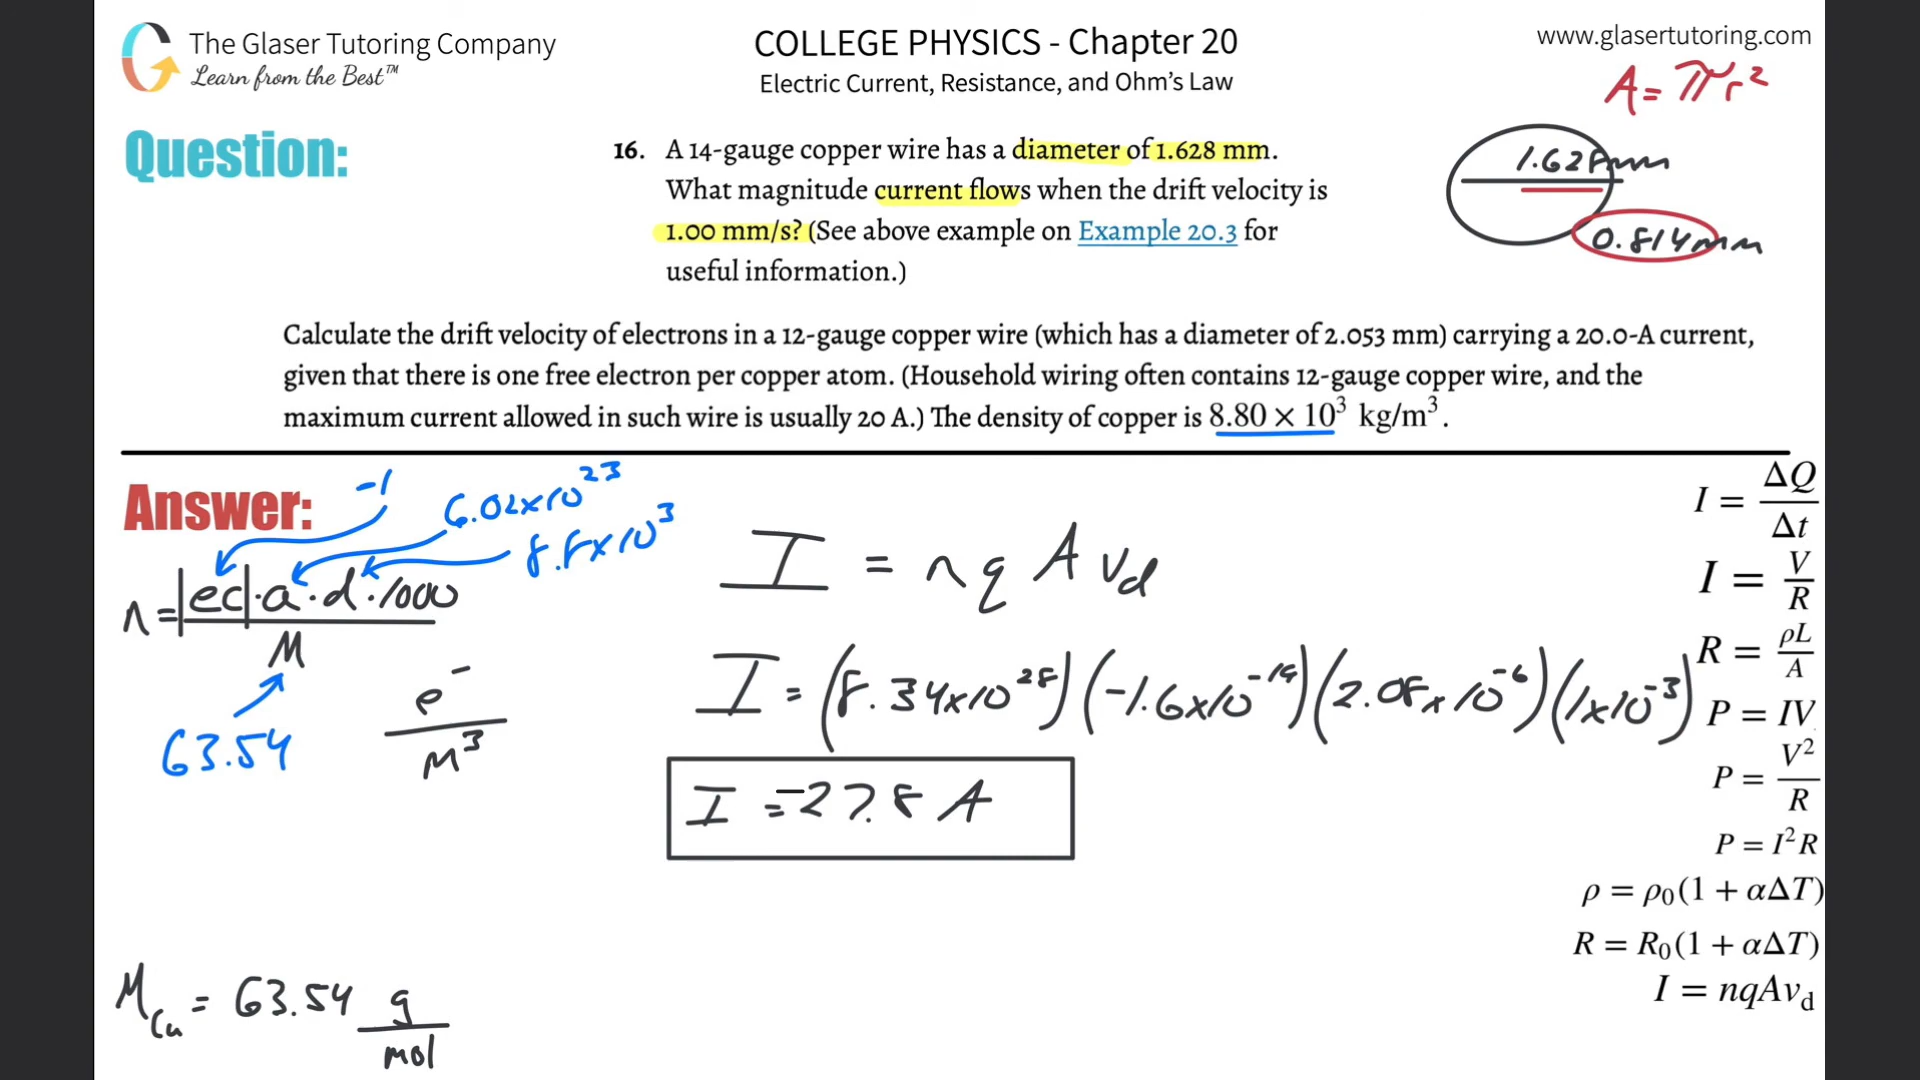 The Glaser Tutoring Company
Learn from the Best™
COLLEGE PHYSICS - Chapter 20
Electric Current, Resistance, and Ohm's Law
www.glasertutoring.com
A = πr²
Question:
16. A 14-gauge copper wire has a diameter of 1.628 mm.
What magnitude current flows when the drift velocity is
1.00 mm/s? (See above example on Example 20.3 for
useful information.)
1.628mm
0.814mm
Calculate the drift velocity of electrons in a 12-gauge copper wire (which has a diameter of 2.053 mm) carrying a 20.0-A current,
given that there is one free electron per copper atom. (Household wiring often contains 12-gauge copper wire, and the
maximum current allowed in such wire is usually 20 A.) The density of copper is 8.80 × 10³ kg/m³.
Answer:
-1
6.02x10²³
8.8x10³
n = |ec|·a·d·1000 / M
63.54
e⁻ / m³
I = nqAv_d
I = (8.34x10²⁸)(-1.6x10⁻¹⁹)(2.08x10⁻⁶)(1x10⁻³)
I = -27.8 A
M_Cu = 63.54 g / mol
I = ΔQ / Δt
I = V / R
R = ρL / A
P = IV
P = V² / R
P = I²R
ρ = ρ₀(1 + αΔT)
R = R₀(1 + αΔT)
I = nqAv_d